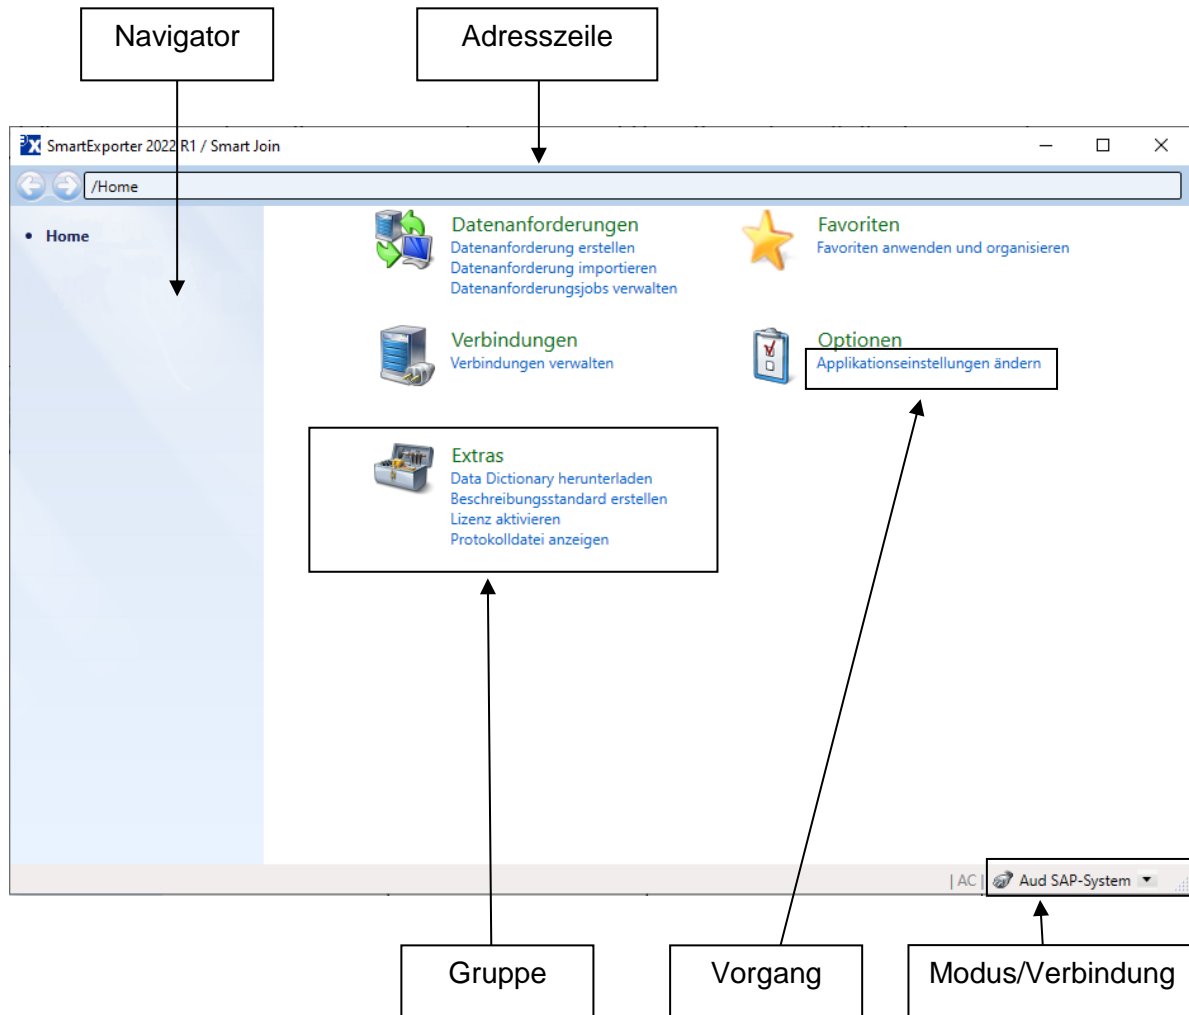 Navigator
Adresszeile
SmartExporter 2022 R1 / Smart Join
/Home
• Home
Datenanforderungen
Datenanforderung erstellen
Datenanforderung importieren
Datenanforderungsjobs verwalten
Favoriten
Favoriten anwenden und organisieren
Verbindungen
Verbindungen verwalten
Optionen
Applikationseinstellungen ändern
Extras
Data Dictionary herunterladen
Beschreibungsstandard erstellen
Lizenz aktivieren
Protokolldatei anzeigen
| AC | Aud SAP-System
Gruppe
Vorgang
Modus/Verbindung